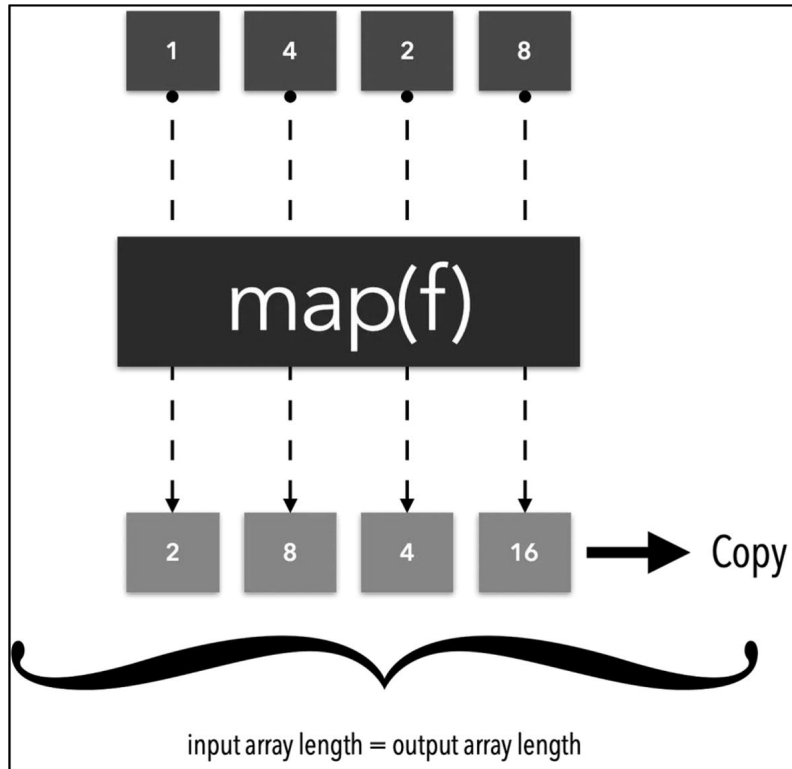 1 4 2 8
map(f)
2 8 4 16 Copy
input array length = output array length